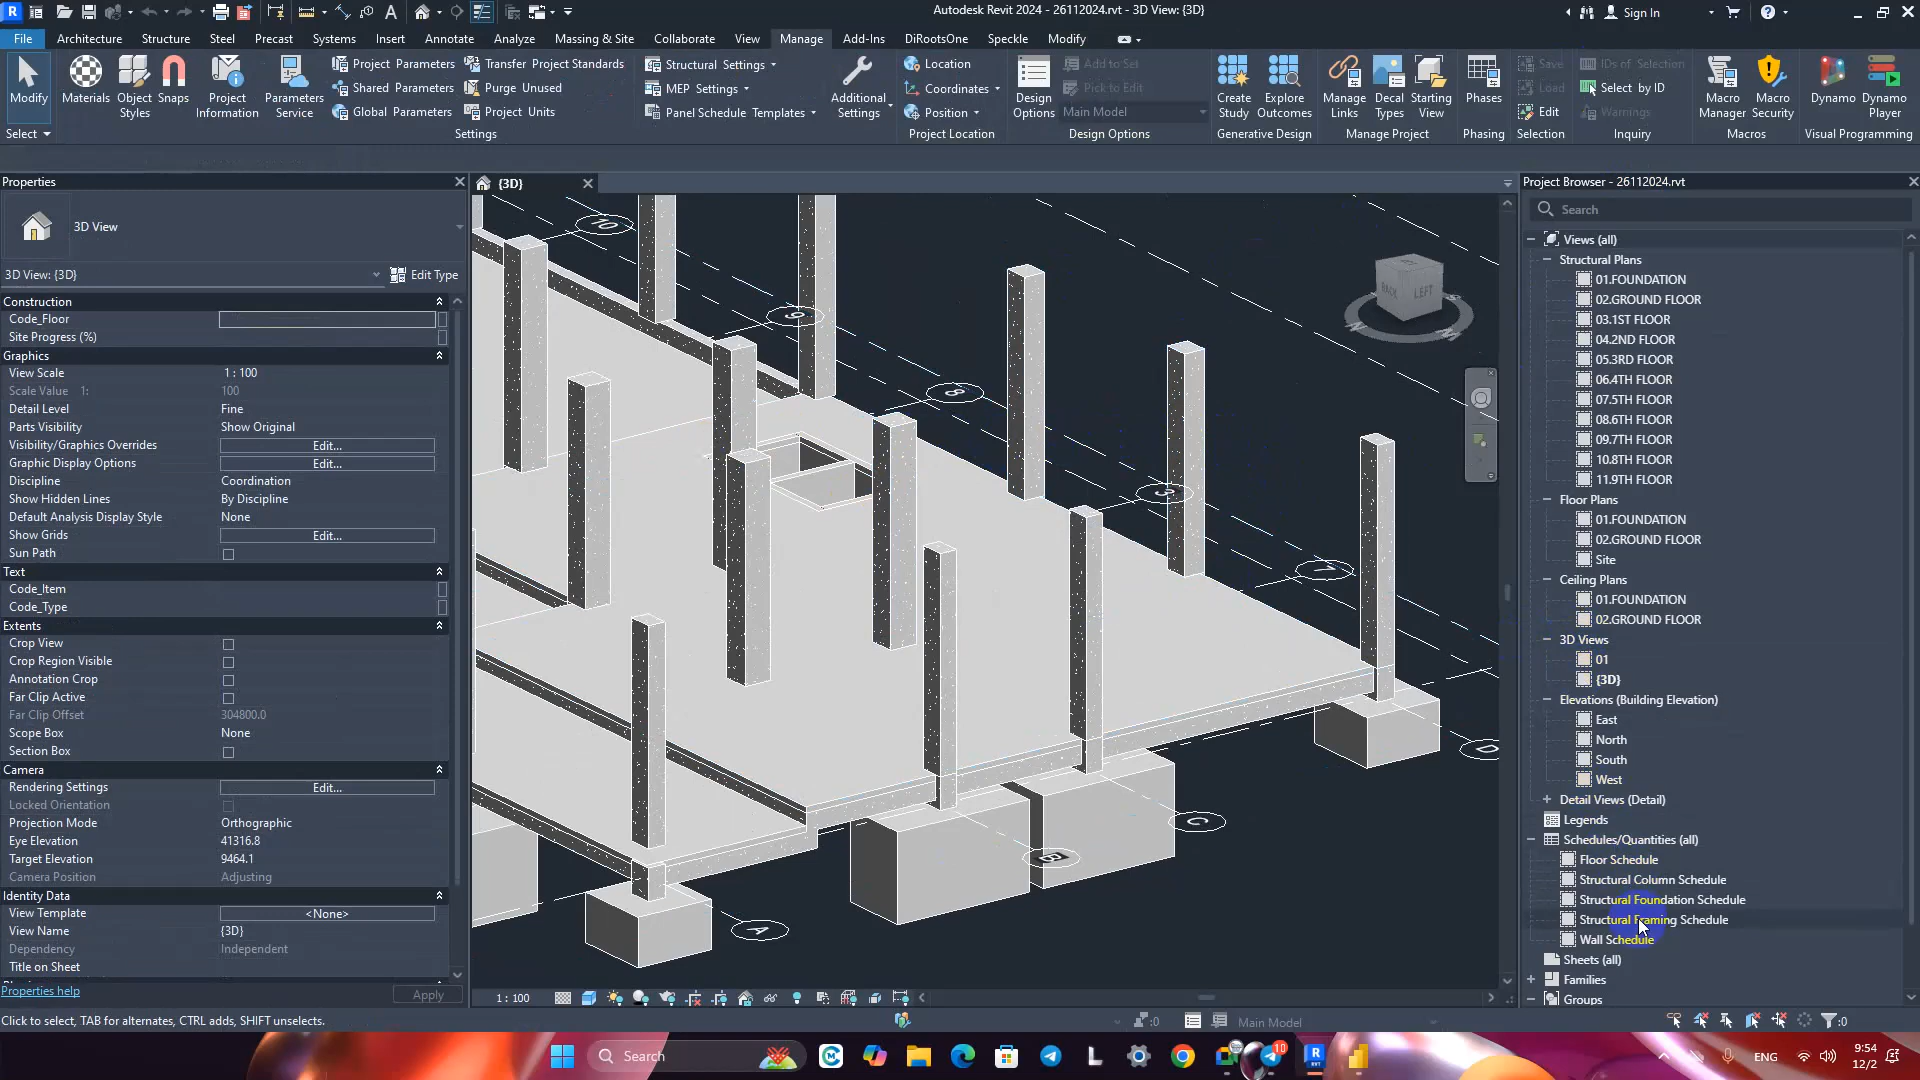 Autodesk Revit 2024 - 26112024.rvt - 3D View: {3D}
Sign In
File Architecture Structure Steel Precast Systems Insert Annotate Analyze Massing & Site Collaborate View Manage Add-Ins DiRootsOne Speckle Modify
Modify
Select
Materials
Object Styles
Snaps
Project Information
Parameters Service
Project Parameters
Shared Parameters
Global Parameters
Transfer Project Standards
Purge Unused
Project Units
Settings
Structural Settings
MEP Settings
Panel Schedule Templates
Additional Settings
Location
Coordinates
Position
Project Location
Design Options
Add to Set
Pick to Edit
Main Model
Design Options
Create Study
Explore Outcomes
Generative Design
Manage Links
Decal Types
Starting View
Manage Project
Phases
Phasing
Save
Load
Edit
Selection
IDs of Selection
Select by ID
Warnings
Inquiry
Macro Manager
Macro Security
Macros
Dynamo
Dynamo Player
Visual Programming
Properties
3D View
3D View: {3D}
Edit Type
Construction
Code_Floor
Site Progress (%)
Graphics
View Scale 1 : 100
Scale Value 1: 100
Detail Level Fine
Parts Visibility Show Original
Visibility/Graphics Overrides Edit...
Graphic Display Options Edit...
Discipline Coordination
Show Hidden Lines By Discipline
Default Analysis Display Style None
Show Grids Edit...
Sun Path
Text
Code_Item
Code_Type
Extents
Crop View
Crop Region Visible
Annotation Crop
Far Clip Active
Far Clip Offset 304800.0
Scope Box None
Section Box
Camera
Rendering Settings Edit...
Locked Orientation
Projection Mode Orthographic
Eye Elevation 41316.8
Target Elevation 9464.1
Camera Position Adjusting
Identity Data
View Template <None>
View Name {3D}
Dependency Independent
Title on Sheet
Properties help
Apply
{3D}
10
9
8
3
7
D
C
B
A
BACK
LEFT
1 : 100
Project Browser - 26112024.rvt
Search
Views (all)
Structural Plans
01.FOUNDATION
02.GROUND FLOOR
03.1ST FLOOR
04.2ND FLOOR
05.3RD FLOOR
06.4TH FLOOR
07.5TH FLOOR
08.6TH FLOOR
09.7TH FLOOR
10.8TH FLOOR
11.9TH FLOOR
Floor Plans
01.FOUNDATION
02.GROUND FLOOR
Site
Ceiling Plans
01.FOUNDATION
02.GROUND FLOOR
3D Views
01
{3D}
Elevations (Building Elevation)
East
North
South
West
Detail Views (Detail)
Legends
Schedules/Quantities (all)
Floor Schedule
Structural Column Schedule
Structural Foundation Schedule
Structural Framing Schedule
Wall Schedule
Sheets (all)
Families
Groups
Click to select, TAB for alternates, CTRL adds, SHIFT unselects.
:0
Main Model
:0
Search
10
ENG
9:54
12/2